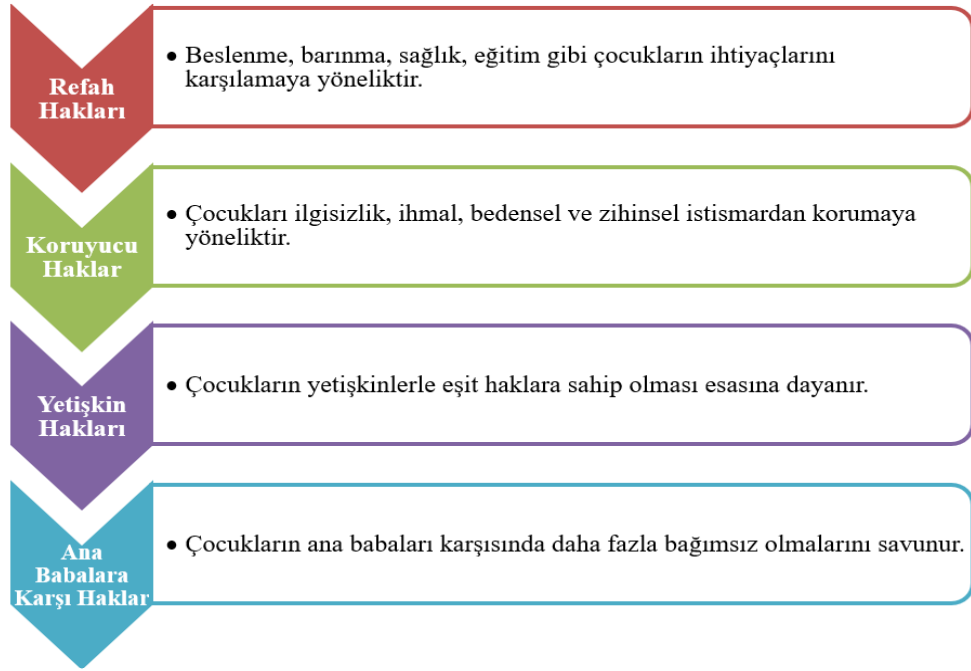 Refah
Hakları
• Beslenme, barınma, sağlık, eğitim gibi çocukların ihtiyaçlarını
karşılamaya yöneliktir.
Koruyucu
Haklar
• Çocukları ilgisizlik, ihmal, bedensel ve zihinsel istismardan korumaya
yöneliktir.
Yetişkin
Hakları
• Çocukların yetişkinlerle eşit haklara sahip olması esasına dayanır.
Ana
Babalara
Karşı Haklar
• Çocukların ana babaları karşısında daha fazla bağımsız olmalarını savunur.